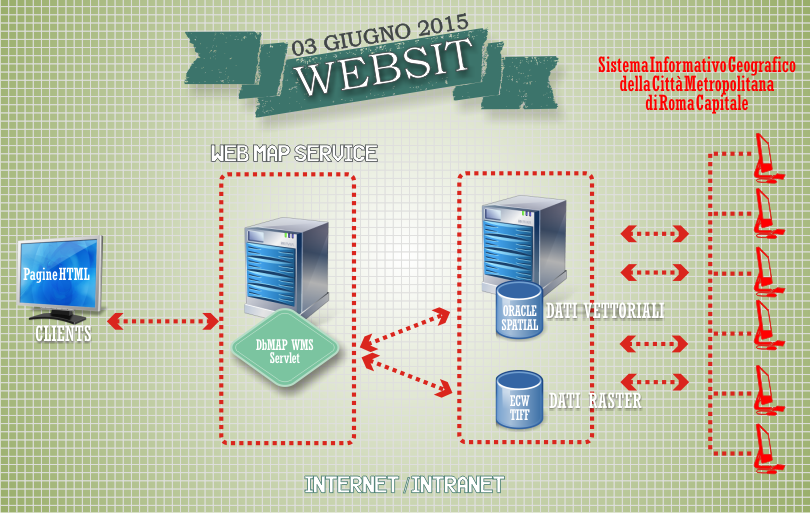 03 GIUGNO 2015
WEBSIT
Sistema Informativo Geografico
della Città Metropolitana
di Roma Capitale
WEB MAP SERVICE
Pagine HTML
CLIENTS
DbMAP WMS
Servlet
ORACLE
SPATIAL
DATI VETTORIALI
ECW
TIFF
DATI RASTER
INTERNET /INTRANET